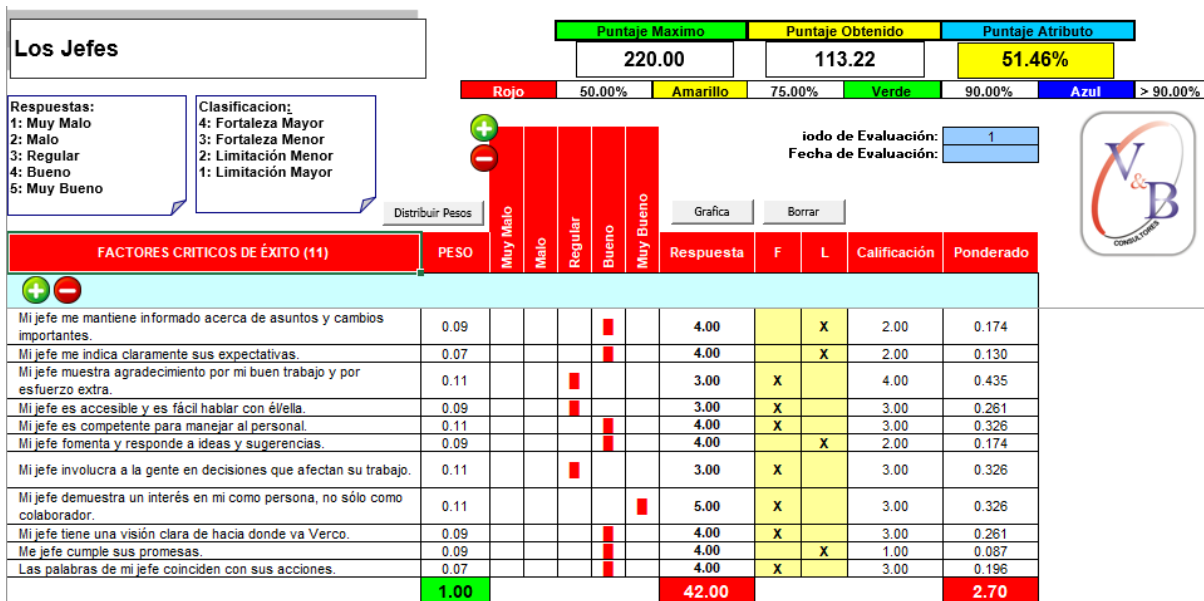 Los Jefes
Puntaje Maximo Puntaje Obtenido Puntaje Atributo
220.00 113.22 51.46%
Rojo 50.00% Amarillo 75.00% Verde 90.00% Azul > 90.00%
Respuestas:
1: Muy Malo
2: Malo
3: Regular
4: Bueno
5: Muy Bueno
Clasificacion:
4: Fortaleza Mayor
3: Fortaleza Menor
2: Limitación Menor
1: Limitación Mayor
iodo de Evaluación: 1
Fecha de Evaluación:
V&B
CONSULTORES
Distribuir Pesos
Grafica
Borrar
FACTORES CRITICOS DE ÉXITO (11) PESO Muy Malo Malo Regular Bueno Muy Bueno Respuesta F L Calificación Ponderado
Mi jefe me mantiene informado acerca de asuntos y cambios
importantes. 0.09 4.00 X 2.00 0.174
Mi jefe me indica claramente sus expectativas. 0.07 4.00 X 2.00 0.130
Mi jefe muestra agradecimiento por mi buen trabajo y por
esfuerzo extra. 0.11 3.00 X 4.00 0.435
Mi jefe es accesible y es fácil hablar con él/ella. 0.09 3.00 X 3.00 0.261
Mi jefe es competente para manejar al personal. 0.11 4.00 X 3.00 0.326
Mi jefe fomenta y responde a ideas y sugerencias. 0.09 4.00 X 2.00 0.174
Mi jefe involucra a la gente en decisiones que afectan su trabajo. 0.11 3.00 X 3.00 0.326
Mi jefe demuestra un interés en mi como persona, no sólo como
colaborador. 0.11 5.00 X 3.00 0.326
Mi jefe tiene una visión clara de hacia donde va Verco. 0.09 4.00 X 3.00 0.261
Me jefe cumple sus promesas. 0.09 4.00 X 1.00 0.087
Las palabras de mi jefe coinciden con sus acciones. 0.07 4.00 X 3.00 0.196
1.00 42.00 2.70